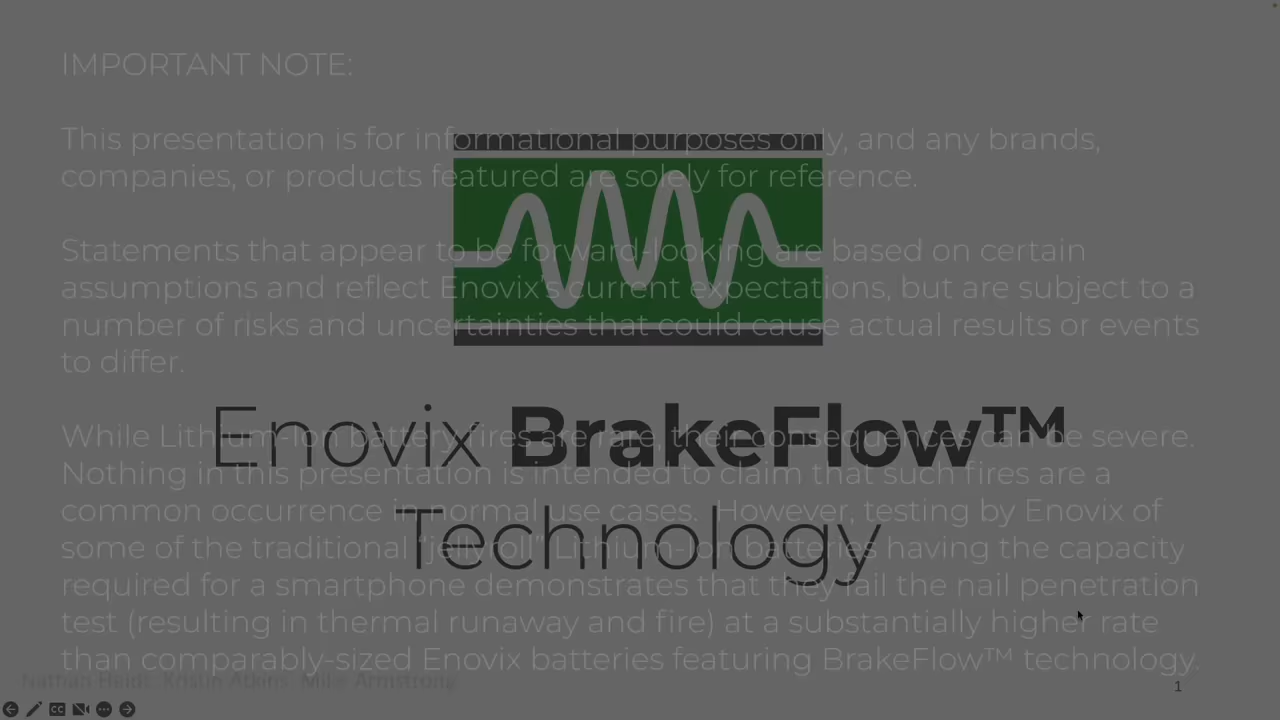 IMPORTANT NOTE:
This presentation is for informational purposes only, and any brands,
companies, or products featured are solely for reference.
Statements that appear to be forward looking are based on certain
assumptions and reflect Enovix's current expectations, but are subject to a
number of risks and uncertainties that could cause actual results or events
to differ.
While Lithium-ion battery fires are rare, their consequences can be severe.
Nothing in this presentation is intended to claim that such fires are a
common occurrence in normal use cases. However, testing by Enovix of
some of the traditional "jellyroll" Lithium-ion batteries having the capacity
required for a smartphone demonstrates that they fail the nail penetration
test (resulting in thermal runaway and fire) at a substantially higher rate
than comparably-sized Enovix batteries featuring BrakeFlow™ technology.
Enovix BrakeFlow™
Technology
Mike Armstrong
1
CC